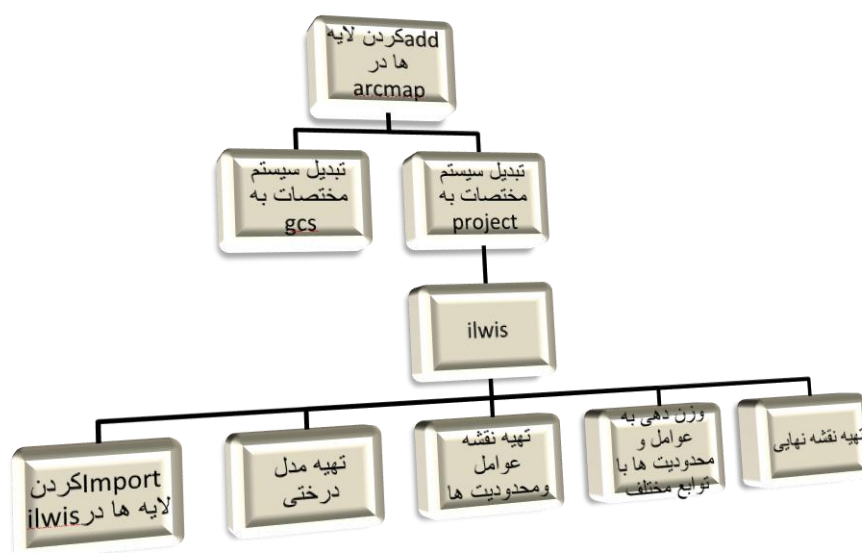 addکردن لایه
ها در
arcmap
تبدیل سیستم
مختصات به
project
تبدیل سیستم
مختصات به
gcs
ilwis
تهیه نقشه نهایی
وزن دهی به
عوامل و
محدودیت ها با
توابع مختلف
تهیه نقشه
عوامل
ومحدودیت ها
تهیه مدل
درختی
Importکردن
لایه ها درilwis